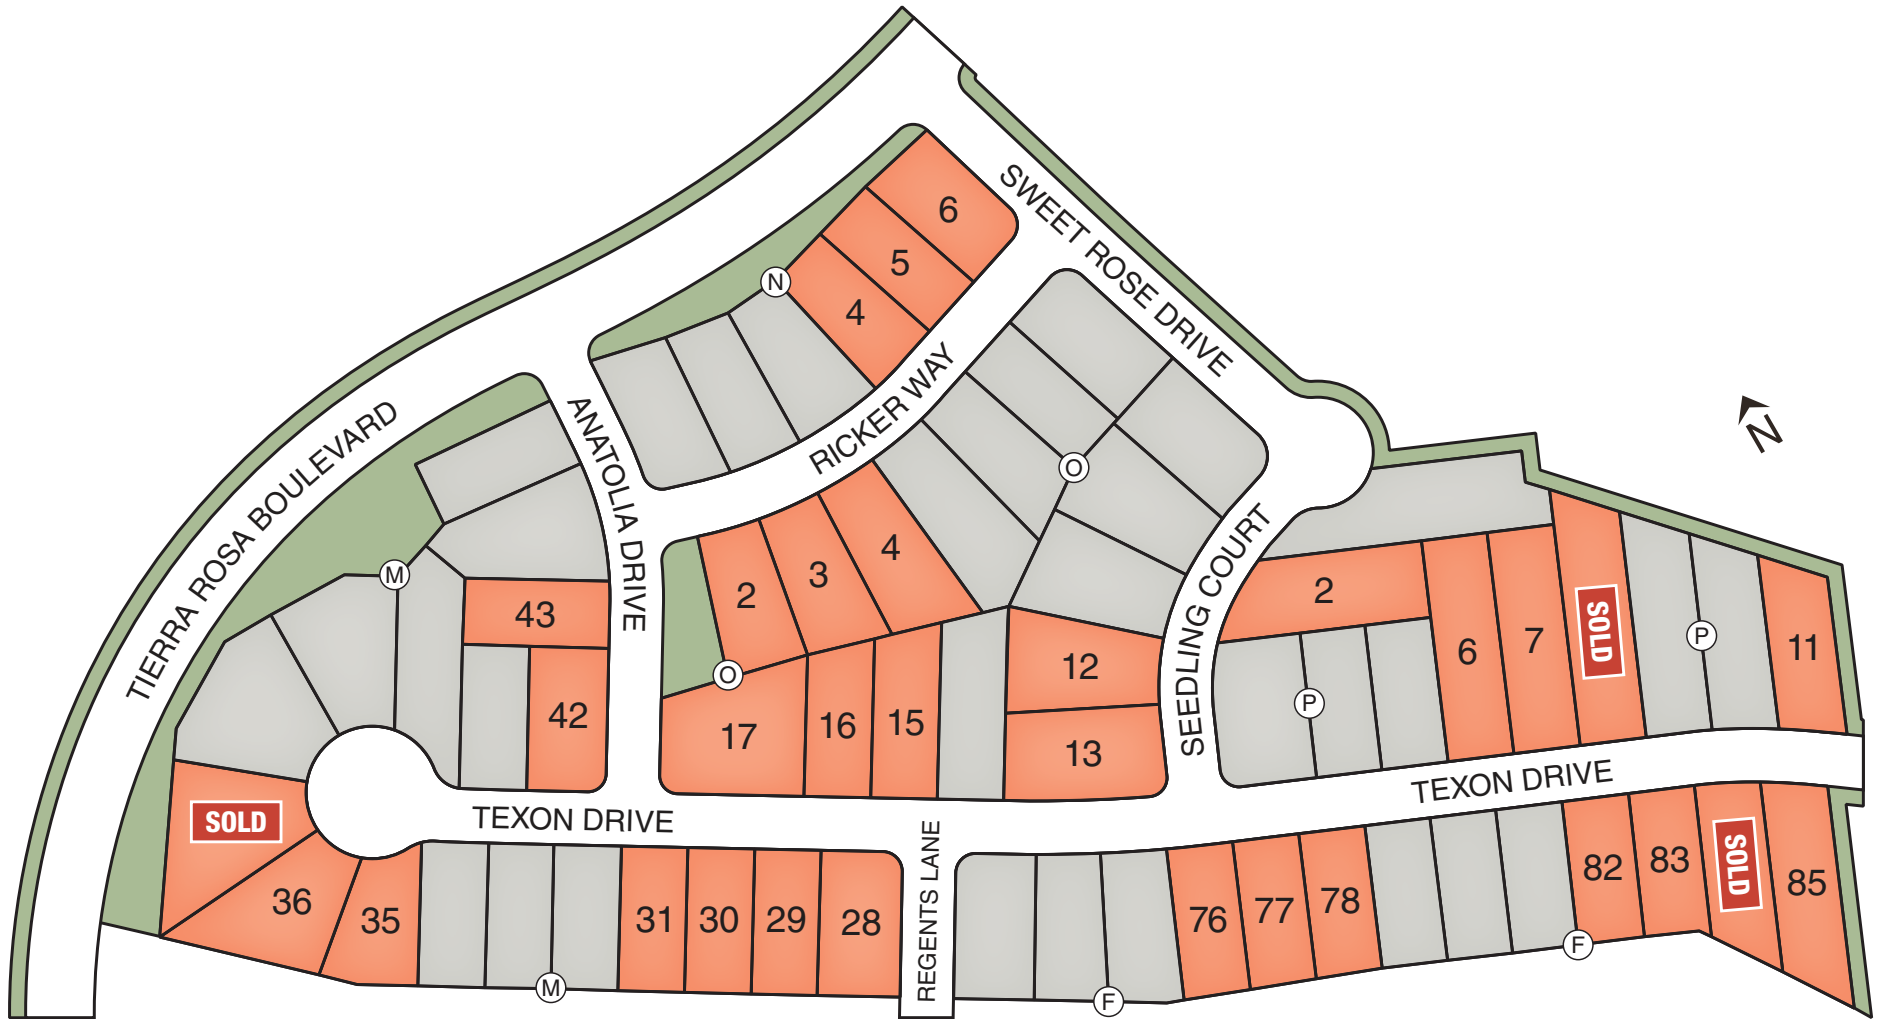 SWEET ROSE DRIVE
6
5
4
N
RICKER WAY
TIERRA ROSA BOULEVARD
ANATOLIA DRIVE
M
43
42
O
2
3
4
O
17
16
15
12
13
SEEDLING COURT
2
6
7
SOLD
P
P
11
N
SOLD
36
35
TEXON DRIVE
TEXON DRIVE
31
30
29
28
M
REGENTS LANE
F
76
77
78
82
83
SOLD
85
F